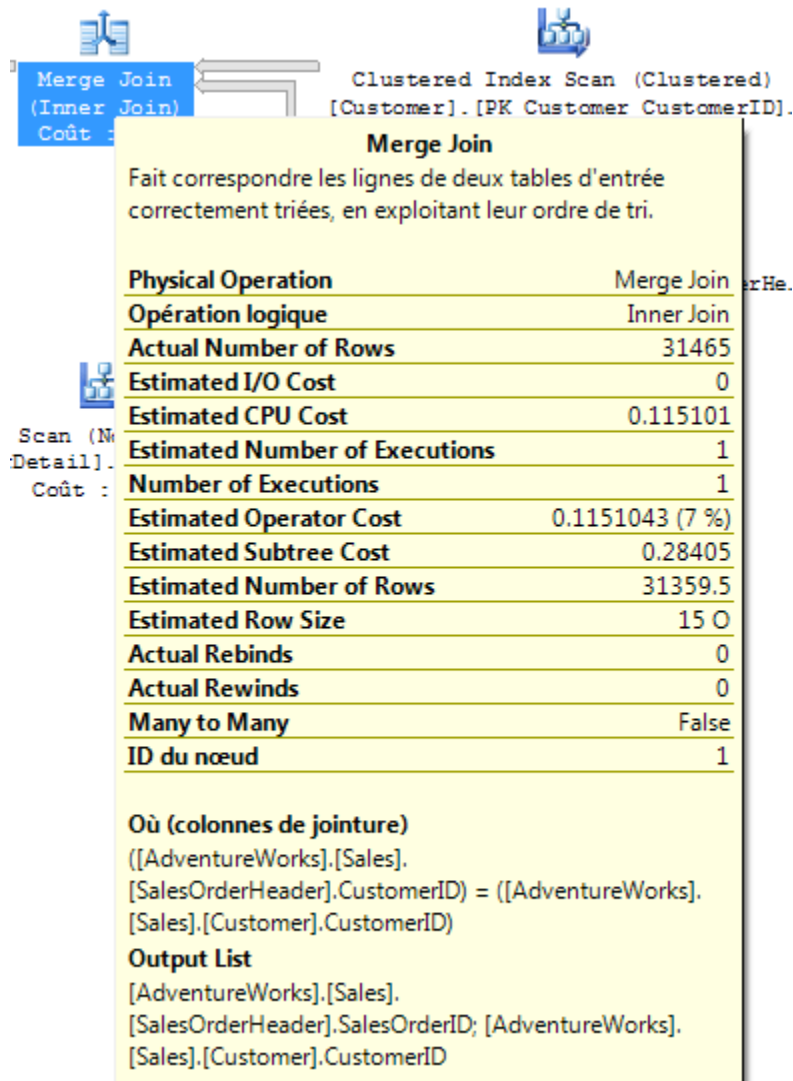 Merge Join
(Inner Join)
Coût :
Clustered Index Scan (Clustered)
[Customer].[PK_Customer_CustomerID].
Merge Join
Fait correspondre les lignes de deux tables d'entrée
correctement triées, en exploitant leur ordre de tri.
Physical Operation Merge Join
Opération logique Inner Join
Actual Number of Rows 31465
Estimated I/O Cost 0
Estimated CPU Cost 0.115101
Estimated Number of Executions 1
Number of Executions 1
Estimated Operator Cost 0.1151043 (7 %)
Estimated Subtree Cost 0.28405
Estimated Number of Rows 31359.5
Estimated Row Size 15 O
Actual Rebinds 0
Actual Rewinds 0
Many to Many False
ID du nœud 1
Où (colonnes de jointure)
([AdventureWorks].[Sales].
[SalesOrderHeader].CustomerID) = ([AdventureWorks].
[Sales].[Customer].CustomerID)
Output List
[AdventureWorks].[Sales].
[SalesOrderHeader].SalesOrderID; [AdventureWorks].
[Sales].[Customer].CustomerID
erHe.
Scan (No
rDetail].
Coût :